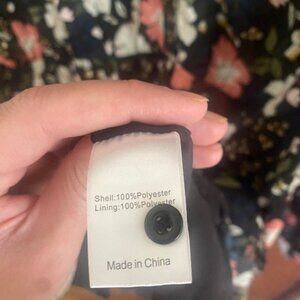 Shell:100%Polyester
Lining:100%Polyester
Made in China